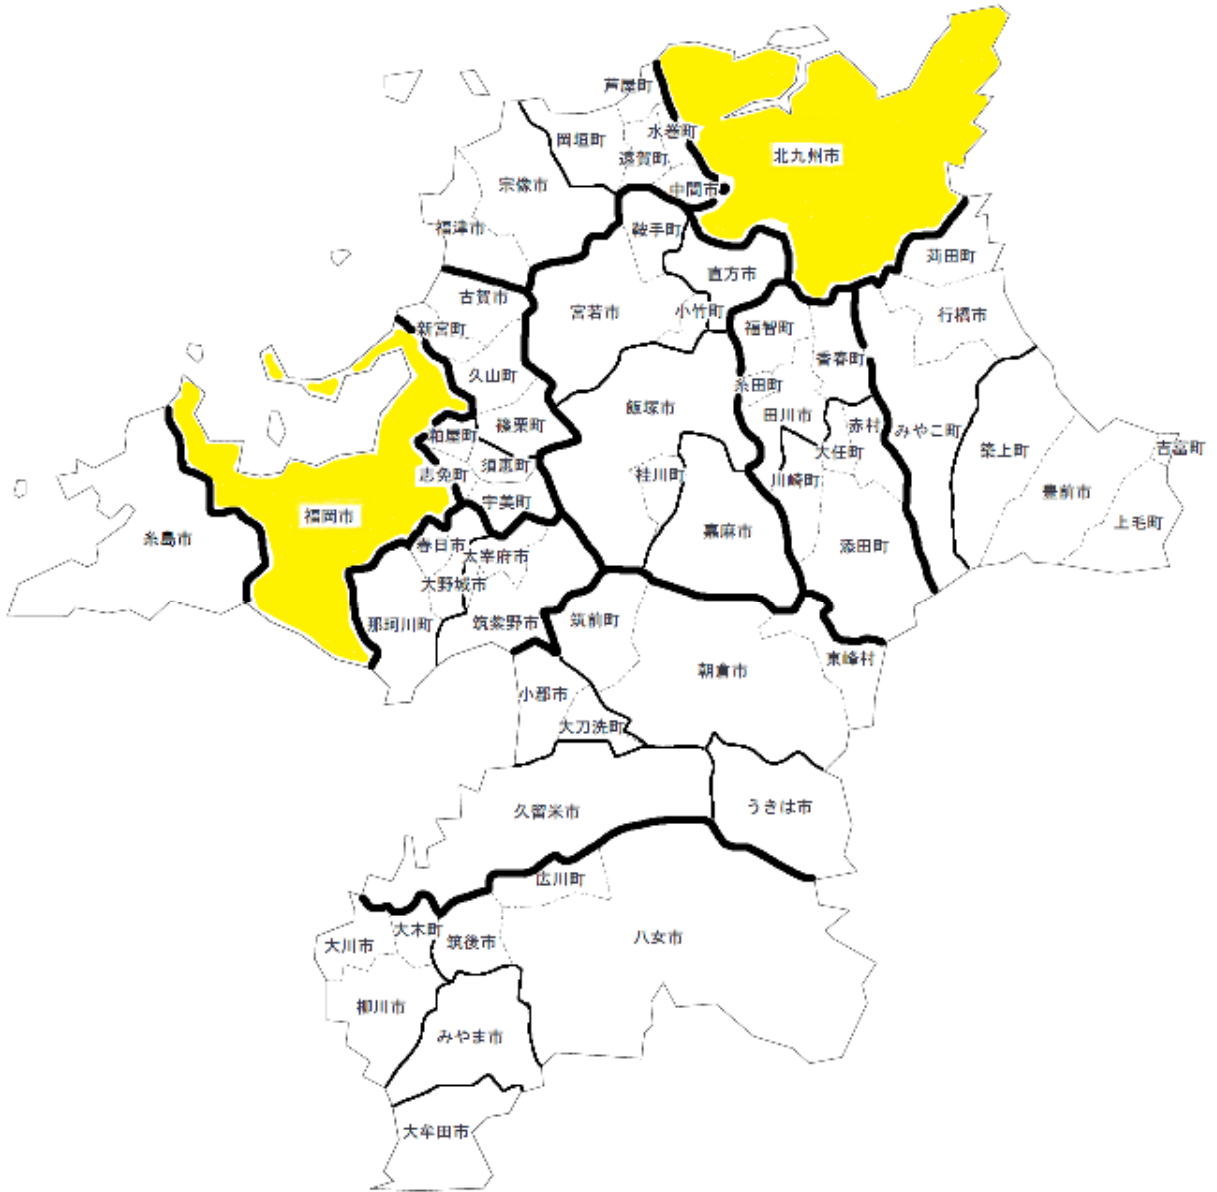 芦屋町
水巻町
岡垣町
遠賀町
北九州市
宗像市
中間市
福津市
鞍手町
苅田町
直方市
古賀市
小竹町
宮若市
行橋市
新宮町
福智町
香春町
久山町
糸田町
飯塚市
田川市
篠栗町
赤村
みやこ町
粕屋町
大任町
築上町
吉富町
須恵町
志免町
桂川町
川崎町
豊前市
宇美町
福岡市
上毛町
嘉麻市
糸島市
春日市
添田町
太宰府市
大野城市
那珂川町
筑紫野市
筑前町
東峰村
朝倉市
小郡市
大刀洗町
うきは市
久留米市
広川町
大木町
八女市
筑後市
大川市
柳川市
みやま市
大牟田市